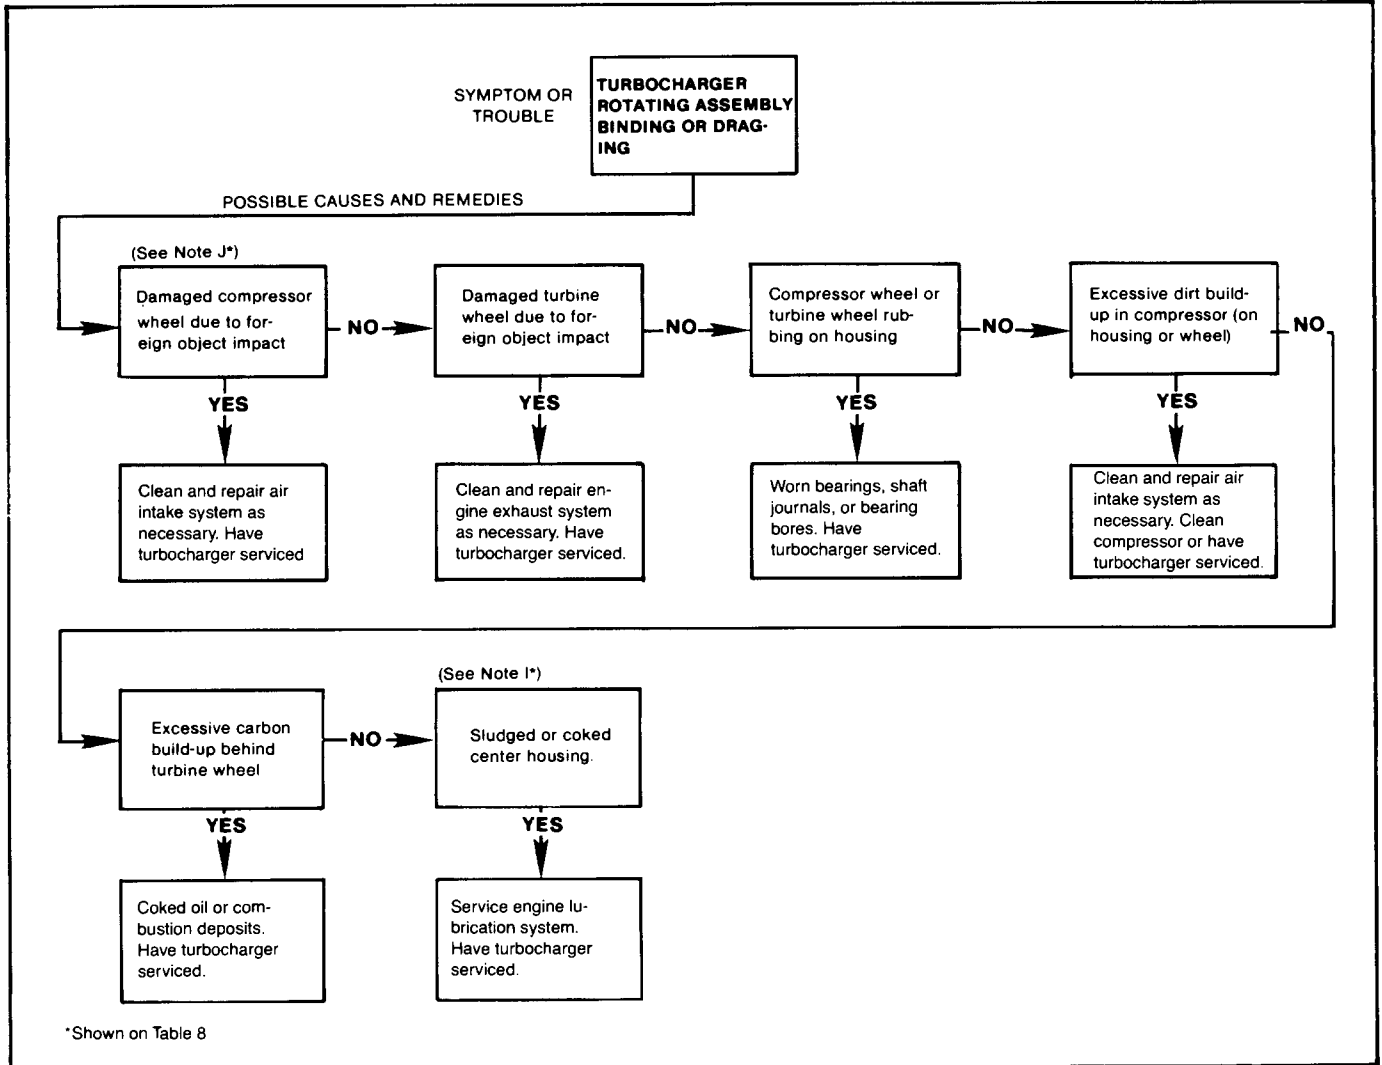 SYMPTOM OR
TROUBLE
TURBOCHARGER
ROTATING ASSEMBLY
BINDING OR DRAG-
ING
POSSIBLE CAUSES AND REMEDIES
(See Note J*)
Damaged compressor
wheel due to for-
eign object impact
NO
Damaged turbine
wheel due to for-
eign object impact
NO
Compressor wheel or
turbine wheel rub-
bing on housing
NO
Excessive dirt build-
up in compressor (on
housing or wheel)
NO
YES
YES
YES
YES
Clean and repair air
intake system as
necessary. Have
turbocharger serviced
Clean and repair en-
gine exhaust system
as necessary. Have
turbocharger serviced.
Worn bearings, shaft
journals, or bearing
bores. Have
turbocharger serviced.
Clean and repair air
intake system as
necessary. Clean
compressor or have
turbocharger serviced.
(See Note I*)
Excessive carbon
build-up behind
turbine wheel
NO
Sludged or coked
center housing.
YES
YES
Coked oil or com-
bustion deposits.
Have turbocharger
serviced.
Service engine lu-
brication system.
Have turbocharger
serviced.
*Shown on Table 8